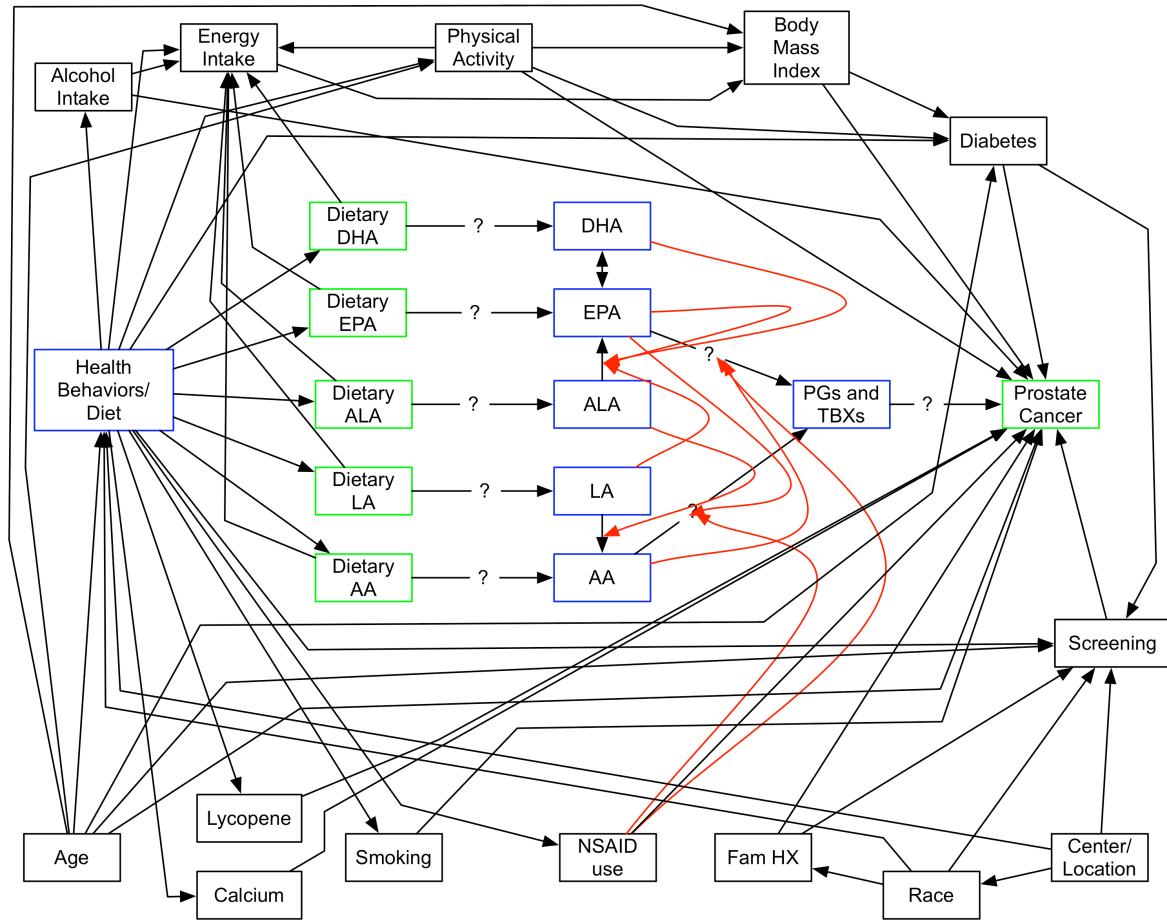 Energy
Intake
Physical
Activity
Body
Mass
Index
Alcohol
Intake
Diabetes
Dietary
DHA
?
DHA
Dietary
EPA
?
EPA
?
Health
Behaviors/
Diet
Dietary
ALA
?
ALA
PGs and
TBXs
?
Prostate
Cancer
Dietary
LA
?
LA
?
Dietary
AA
?
AA
Screening
Lycopene
Age
Smoking
NSAID
use
Fam HX
Center/
Location
Calcium
Race